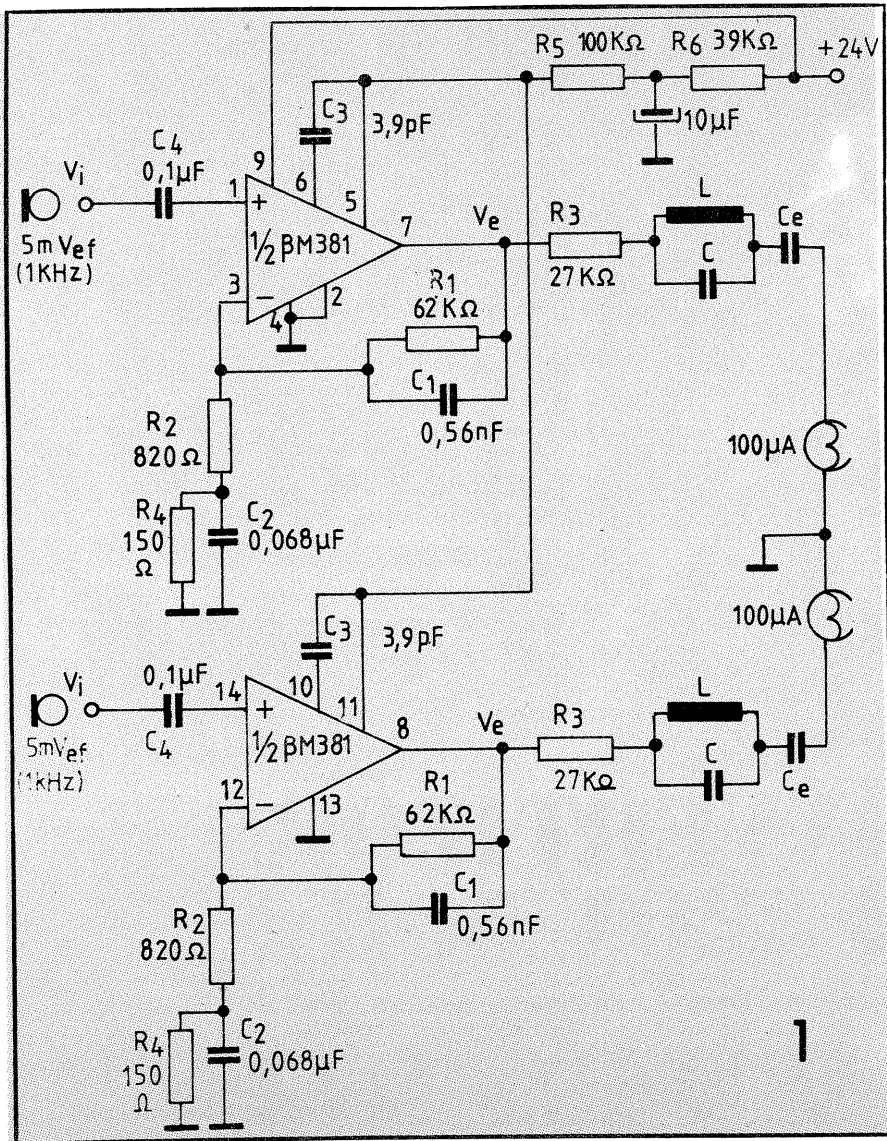 R5 100KΩ R6 39KΩ +24V
C3 3,9pF 10µF
C4 9
Vi 0,1µF 6 5
1 + 7 Ve R3 L Ce
5mVef ½ βM381 27KΩ C
(1KHz)
3 − 4 2 R1
62KΩ
C1
R2 0,56nF
820Ω 100µA
R4 C2
150 0,068µF
Ω
C3 3,9pF 100µA
Vi 0,1µF 10 11
14 + 8 Ve R3 L
5mVef C4 ½ βM381 27KΩ C Ce
(1KHz)
12 − 13 R1
62KΩ
C1
R2 0,56nF
820Ω
R4 C2
150 0,068µF
Ω
1